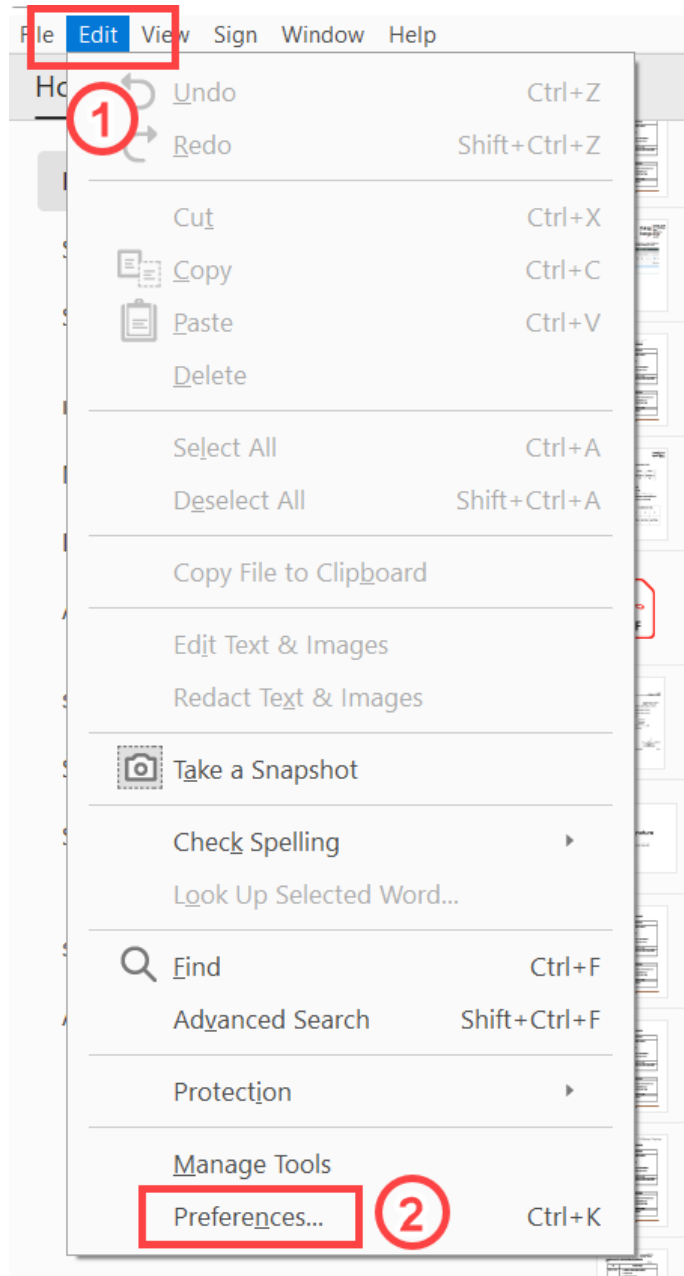 File Edit View Sign Window Help
Ho
1
Undo Ctrl+Z
Redo Shift+Ctrl+Z
Cut Ctrl+X
Copy Ctrl+C
Paste Ctrl+V
Delete
Select All Ctrl+A
Deselect All Shift+Ctrl+A
Copy File to Clipboard
Edit Text & Images
Redact Text & Images
Take a Snapshot
Check Spelling
Look Up Selected Word...
Find Ctrl+F
Advanced Search Shift+Ctrl+F
Protection
Manage Tools
Preferences... Ctrl+K
2